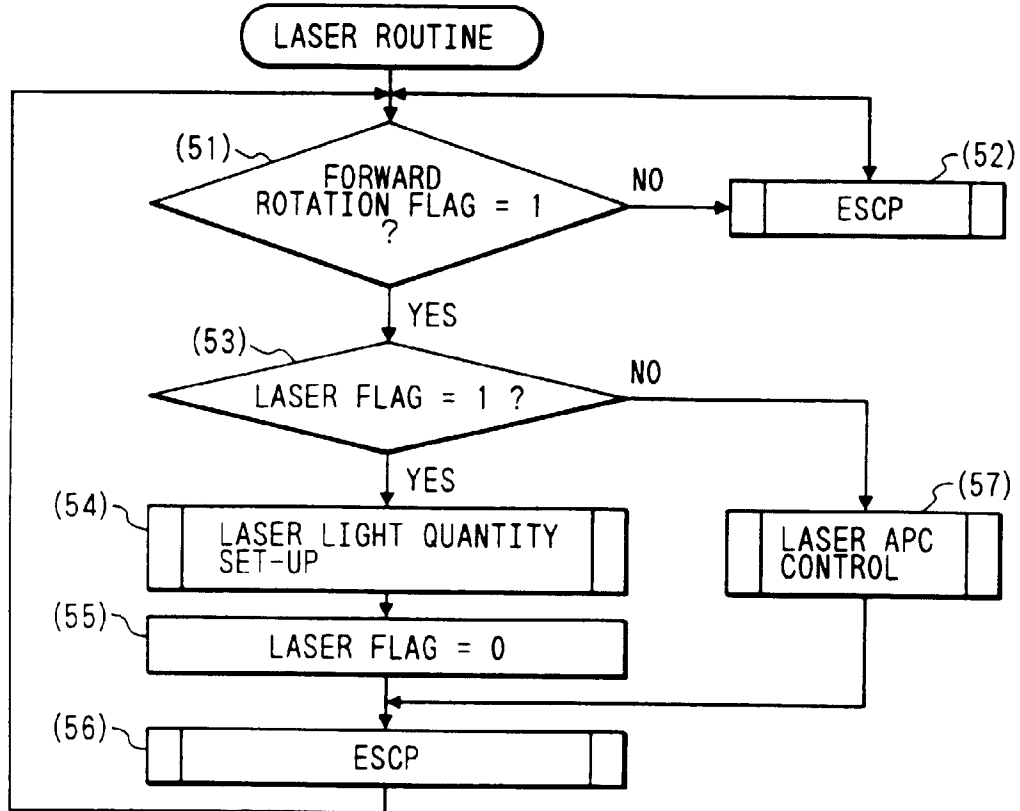 LASER ROUTINE
(51)
FORWARD
ROTATION FLAG = 1
?
NO
(52)
ESCP
YES
(53)
LASER FLAG = 1 ?
NO
YES
(54)
LASER LIGHT QUANTITY
SET-UP
(57)
LASER APC
CONTROL
(55)
LASER FLAG = 0
(56)
ESCP